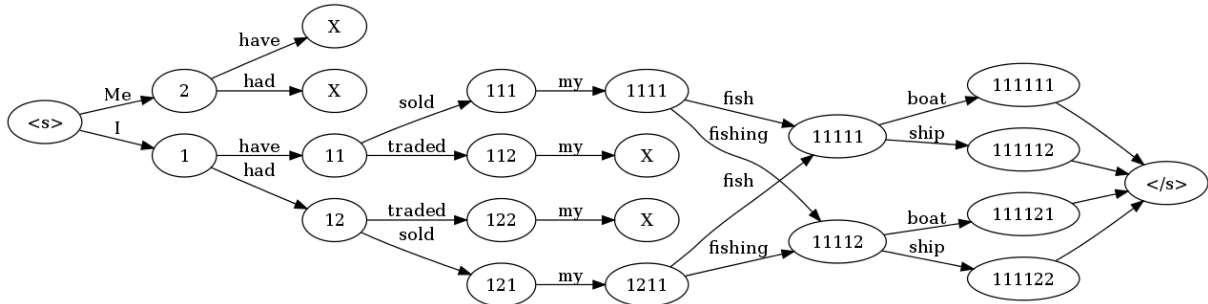 <s>
Me
I
2
1
have
had
have
had
X
X
11
12
sold
traded
traded
sold
111
112
122
121
my
my
my
my
1111
X
X
1211
fish
fishing
fish
fishing
11111
11112
boat
ship
boat
ship
111111
111112
111121
111122
</s>